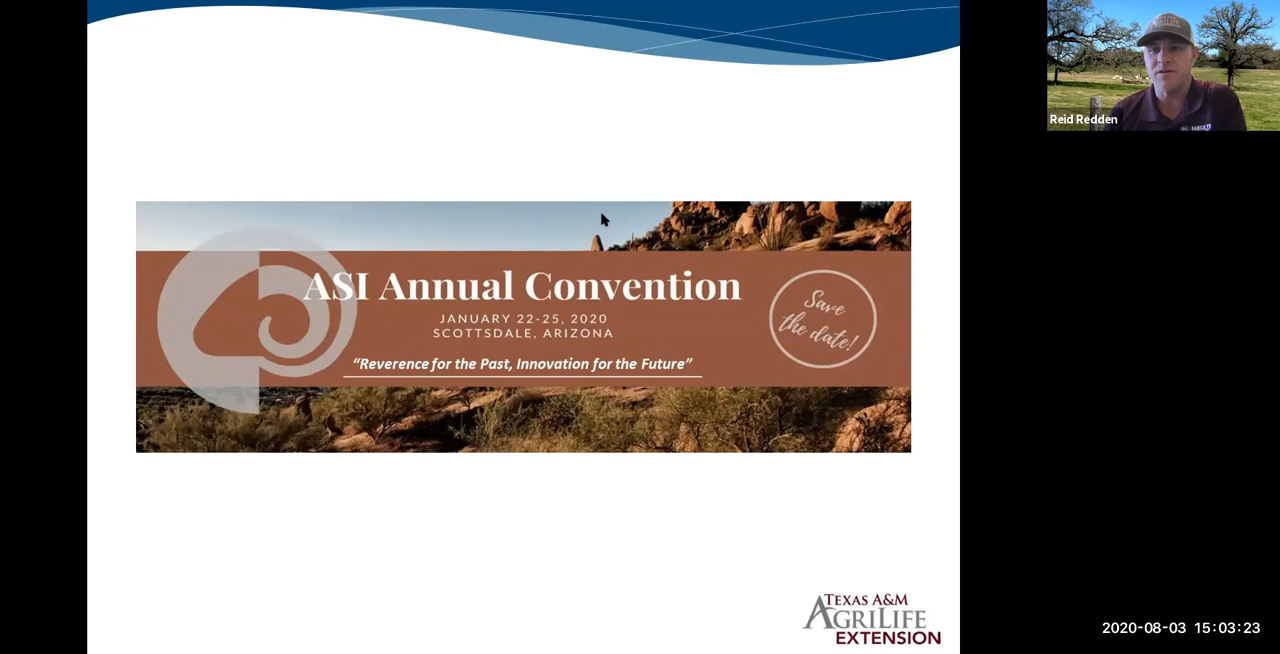 Reid Redden
ASI Annual Convention
JANUARY 22-25, 2020
SCOTTSDALE, ARIZONA
“Reverence for the Past, Innovation for the Future”
Save
the date!
TEXAS A&M
AGRILIFE
EXTENSION
2020-08-03 15:03:23